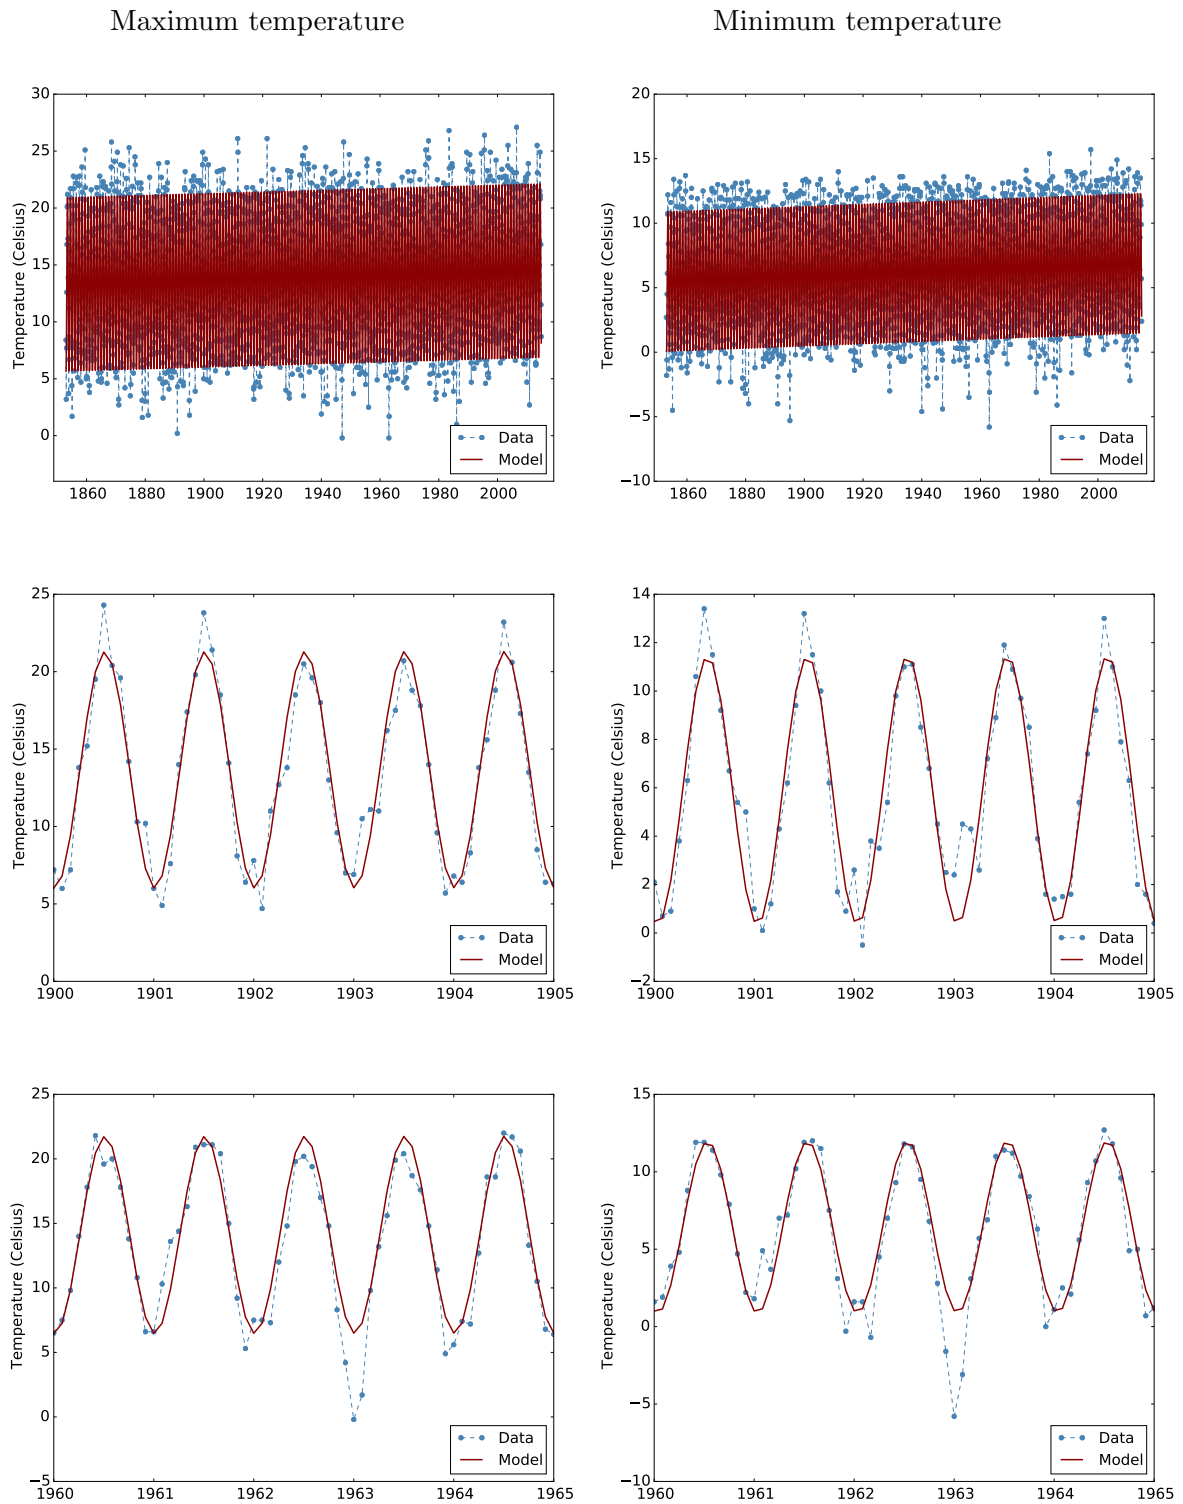 Maximum temperature Minimum temperature
30 20
25 15
20 10
15 5
10 0
5 −5
0 −10
Temperature (Celsius) Temperature (Celsius)
Data Data
Model Model
1860 1880 1900 1920 1940 1960 1980 2000 1860 1880 1900 1920 1940 1960 1980 2000
25 14
20 12
15 10
10 8
5 6
0 4
2
0
−2
Temperature (Celsius) Temperature (Celsius)
Data Data
Model Model
1900 1901 1902 1903 1904 1905 1900 1901 1902 1903 1904 1905
25 15
20 10
15 5
10 0
5 −5
0 −10
−5
Temperature (Celsius) Temperature (Celsius)
Data Data
Model Model
1960 1961 1962 1963 1964 1965 1960 1961 1962 1963 1964 1965